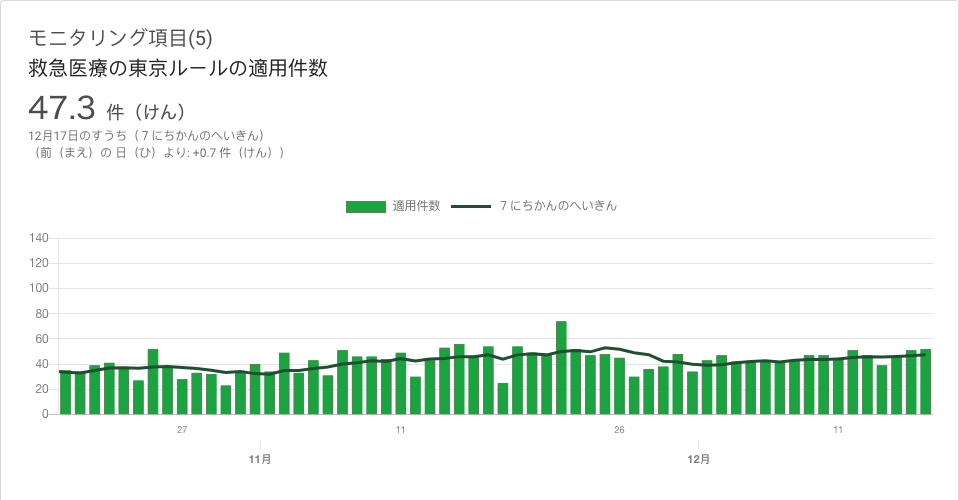 モニタリング項目(5)
救急医療の東京ルールの適用件数
47.3 件（けん）
12月17日のすうち（７にちかんのへいきん）
（前（まえ）の 日（ひ）より: +0.7 件（けん））
適用件数 ７にちかんのへいきん
140
120
100
80
60
40
20
0
27 11 26 11
11月 12月